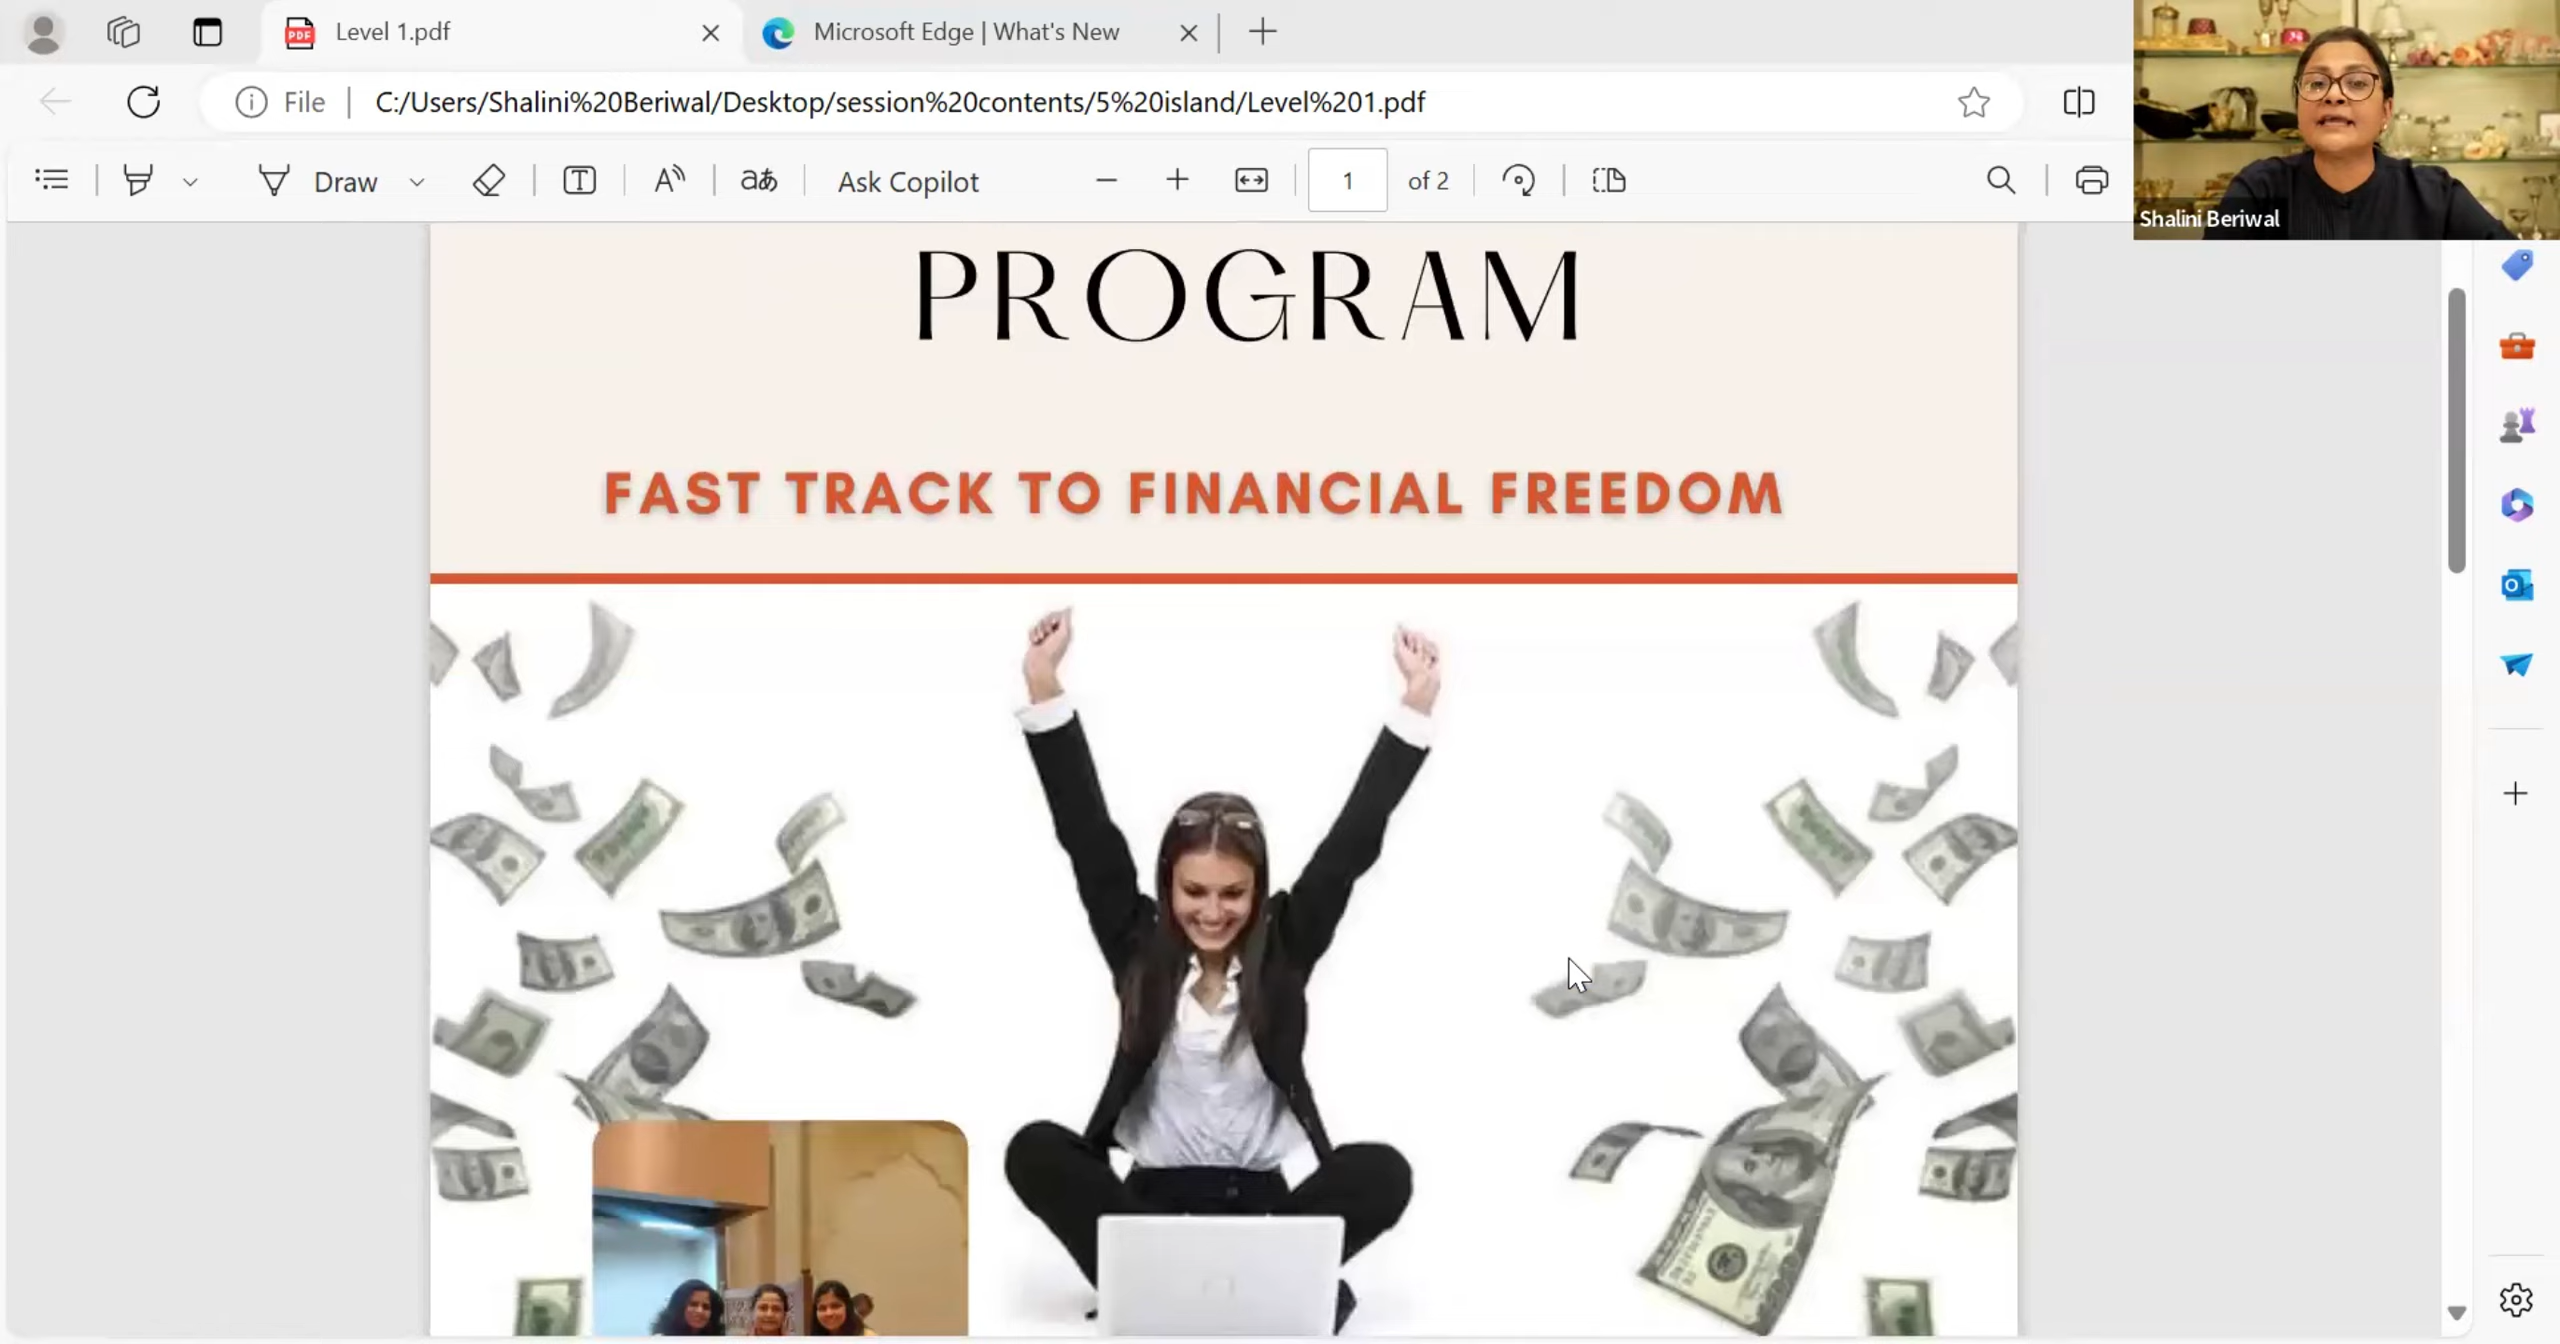 Level 1.pdf
Microsoft Edge | What's New
File
C:/Users/Shalini%20Beriwal/Desktop/session%20contents/5%20island/Level%201.pdf
Draw
Ask Copilot
1
of 2
Shalini Beriwal
PROGRAM
FAST TRACK TO FINANCIAL FREEDOM